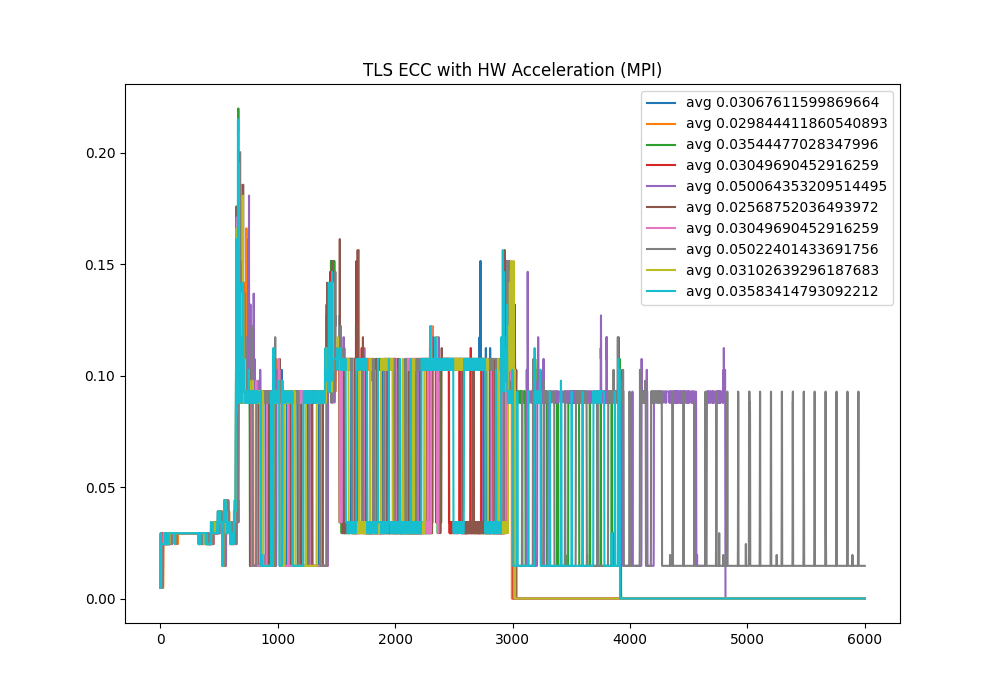 TLS ECC with HW Acceleration (MPI)
avg 0.03067611599869664
avg 0.029844411860540893
avg 0.03544477028347996
avg 0.03049690452916259
avg 0.050064353209514495
avg 0.02568752036493972
avg 0.03049690452916259
avg 0.05022401433691756
avg 0.03102639296187683
avg 0.03583414793092212
0.20
0.15
0.10
0.05
0.00
0 1000 2000 3000 4000 5000 6000